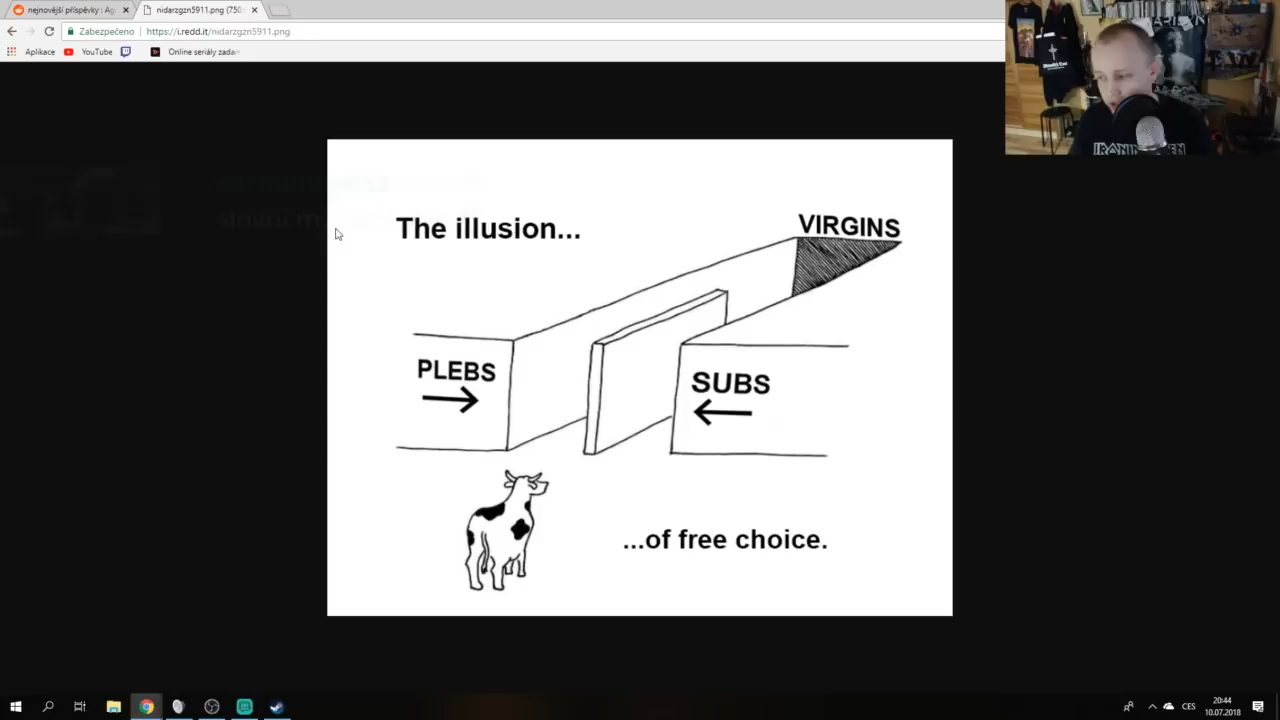 nejnovější příspěvky : Ag
nidarzgzn5911.png (750
Zabezpečeno
https://i.redd.it/nidarzgzn5911.png
Aplikace
YouTube
Online seriály zadar
The illusion...
VIRGINS
PLEBS
SUBS
...of free choice.
IRON MAIDEN
CES
20:44
10.07.2018